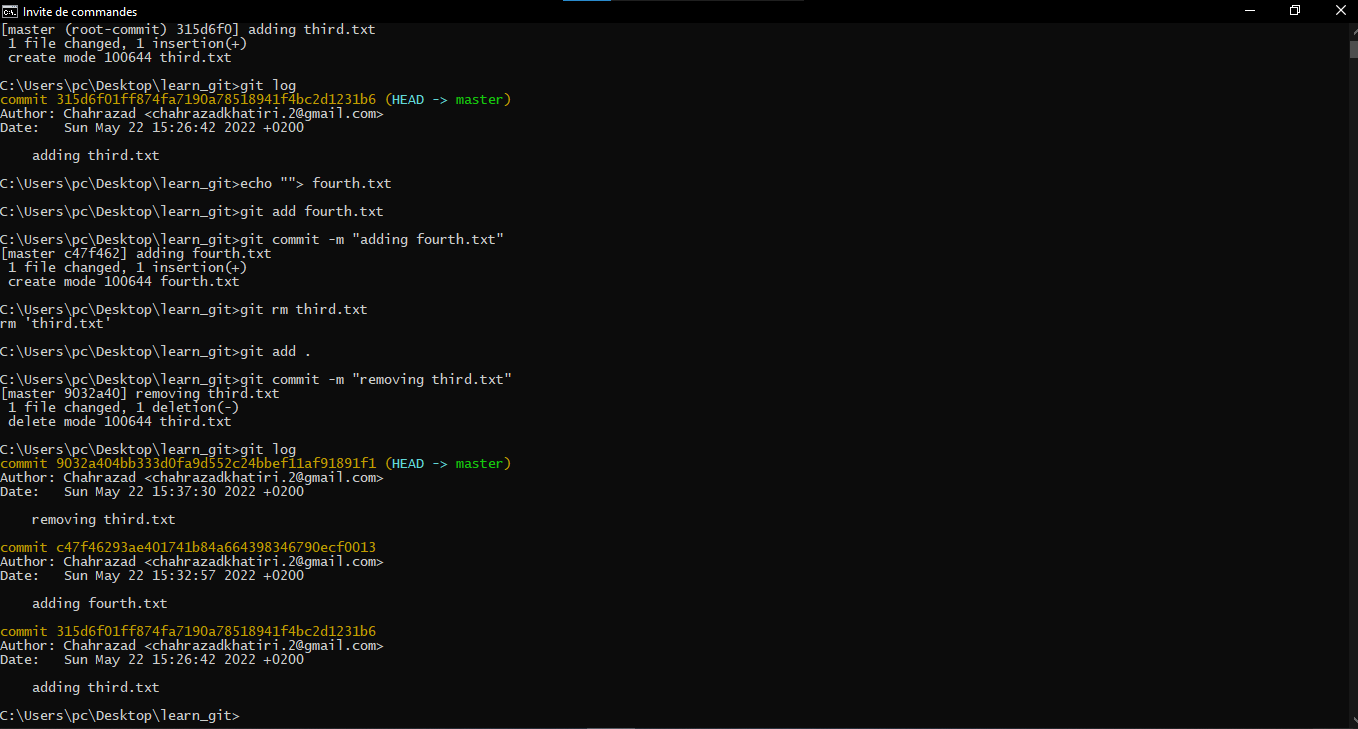 Invite de commandes
[master (root-commit) 315d6f0] adding third.txt
 1 file changed, 1 insertion(+)
 create mode 100644 third.txt
C:\Users\pc\Desktop\learn_git>git log
commit 315d6f01ff874fa7190a78518941f4bc2d1231b6 (HEAD -> master)
Author: Chahrazad <chahrazadkhatiri.2@gmail.com>
Date:   Sun May 22 15:26:42 2022 +0200
    adding third.txt
C:\Users\pc\Desktop\learn_git>echo ""> fourth.txt
C:\Users\pc\Desktop\learn_git>git add fourth.txt
C:\Users\pc\Desktop\learn_git>git commit -m "adding fourth.txt"
[master c47f462] adding fourth.txt
 1 file changed, 1 insertion(+)
 create mode 100644 fourth.txt
C:\Users\pc\Desktop\learn_git>git rm third.txt
rm 'third.txt'
C:\Users\pc\Desktop\learn_git>git add .
C:\Users\pc\Desktop\learn_git>git commit -m "removing third.txt"
[master 9032a40] removing third.txt
 1 file changed, 1 deletion(-)
 delete mode 100644 third.txt
C:\Users\pc\Desktop\learn_git>git log
commit 9032a404bb333d0fa9d552c24bbef11af91891f1 (HEAD -> master)
Author: Chahrazad <chahrazadkhatiri.2@gmail.com>
Date:   Sun May 22 15:37:30 2022 +0200
    removing third.txt
commit c47f46293ae401741b84a664398346790ecf0013
Author: Chahrazad <chahrazadkhatiri.2@gmail.com>
Date:   Sun May 22 15:32:57 2022 +0200
    adding fourth.txt
commit 315d6f01ff874fa7190a78518941f4bc2d1231b6
Author: Chahrazad <chahrazadkhatiri.2@gmail.com>
Date:   Sun May 22 15:26:42 2022 +0200
    adding third.txt
C:\Users\pc\Desktop\learn_git>